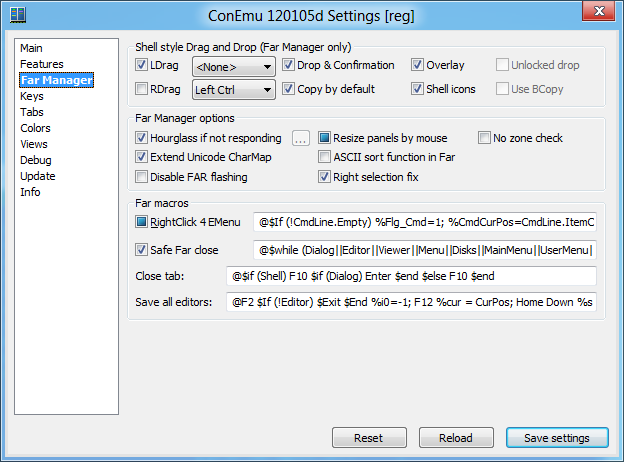 ConEmu 120105d Settings [reg]
Main
Features
Far Manager
Keys
Tabs
Colors
Views
Debug
Update
Info
Shell style Drag and Drop (Far Manager only)
LDrag <None> Drop & Confirmation Overlay Unlocked drop
RDrag Left Ctrl Copy by default Shell icons Use BCopy
Far Manager options
Hourglass if not responding ... Resize panels by mouse No zone check
Extend Unicode CharMap ASCII sort function in Far
Disable FAR flashing Right selection fix
Far macros
RightClick 4 EMenu @$If (!CmdLine.Empty) %Flg_Cmd=1; %CmdCurPos=CmdLine.ItemC
Safe Far close @$while (Dialog||Editor||Viewer||Menu||Disks||MainMenu||UserMenu|
Close tab: @$if (Shell) F10 $if (Dialog) Enter $end $else F10 $end
Save all editors: @F2 $If (!Editor) $Exit $End %i0=-1; F12 %cur = CurPos; Home Down %s
Reset Reload Save settings